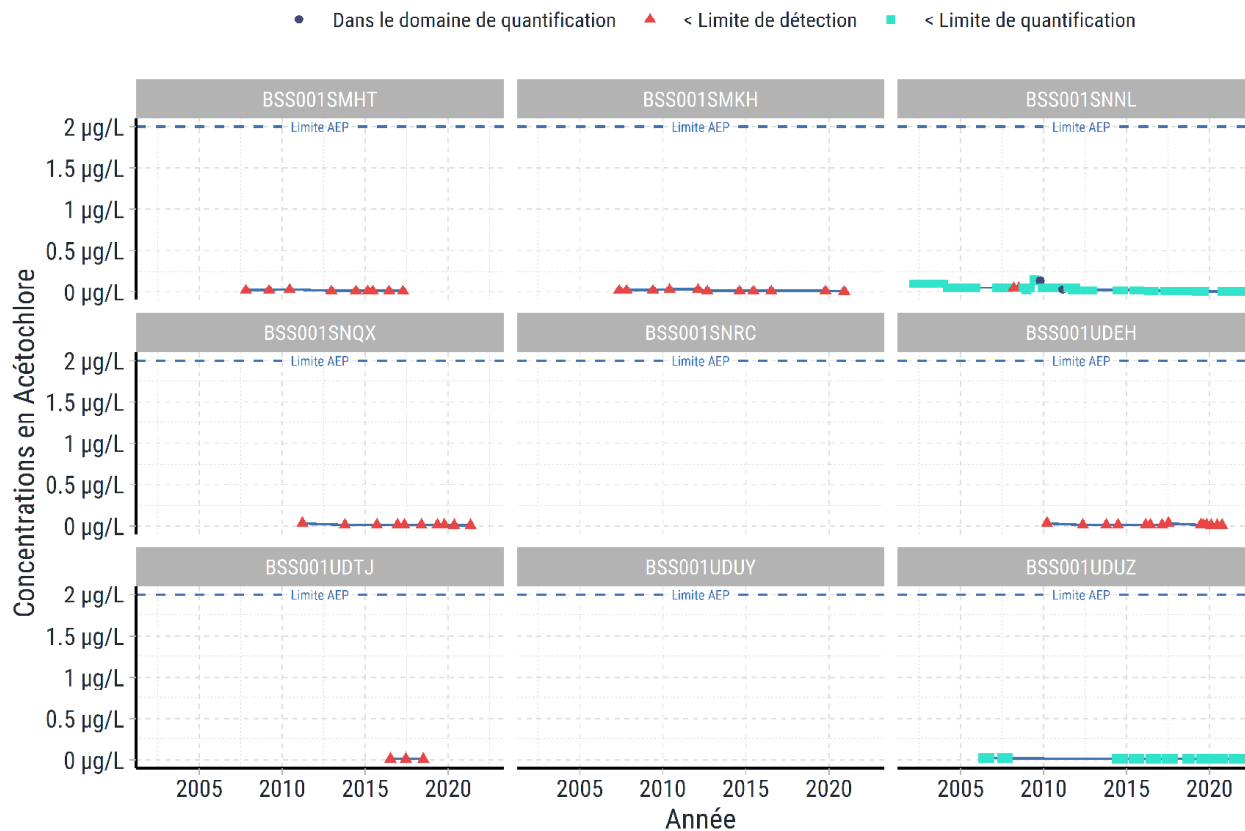 Dans le domaine de quantification < Limite de détection < Limite de quantification
BSS001SMHT BSS001SMKH BSS001SNNL
2 µg/L Limite AEP Limite AEP Limite AEP
1.5 µg/L
1 µg/L
0.5 µg/L
0 µg/L
BSS001SNQX BSS001SNRC BSS001UDEH
2 µg/L Limite AEP Limite AEP Limite AEP
1.5 µg/L
1 µg/L
0.5 µg/L
0 µg/L
BSS001UDTJ BSS001UDUY BSS001UDUZ
2 µg/L Limite AEP Limite AEP Limite AEP
1.5 µg/L
1 µg/L
0.5 µg/L
0 µg/L
2005 2010 2015 2020 2005 2010 2015 2020 2005 2010 2015 2020
Année
Concentrations en Acétochlore